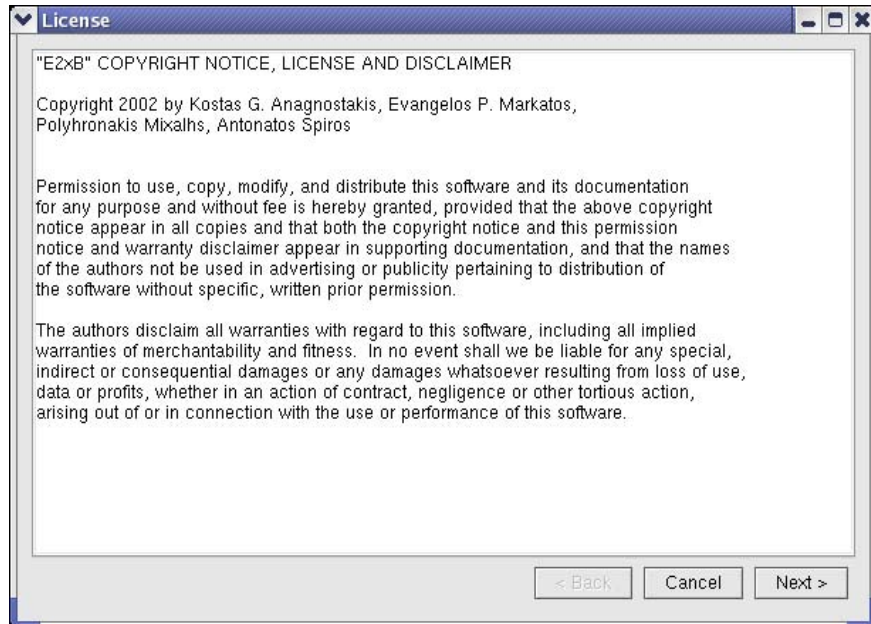 License
"E2xB" COPYRIGHT NOTICE, LICENSE AND DISCLAIMER
Copyright 2002 by Kostas G. Anagnostakis, Evangelos P. Markatos,
Polyhronakis Mixalhs, Antonatos Spiros
Permission to use, copy, modify, and distribute this software and its documentation
for any purpose and without fee is hereby granted, provided that the above copyright
notice appear in all copies and that both the copyright notice and this permission
notice and warranty disclaimer appear in supporting documentation, and that the names
of the authors not be used in advertising or publicity pertaining to distribution of
the software without specific, written prior permission.
The authors disclaim all warranties with regard to this software, including all implied
warranties of merchantability and fitness.  In no event shall we be liable for any special,
indirect or consequential damages or any damages whatsoever resulting from loss of use,
data or profits, whether in an action of contract, negligence or other tortious action,
arising out of or in connection with the use or performance of this software.
< Back Cancel Next >